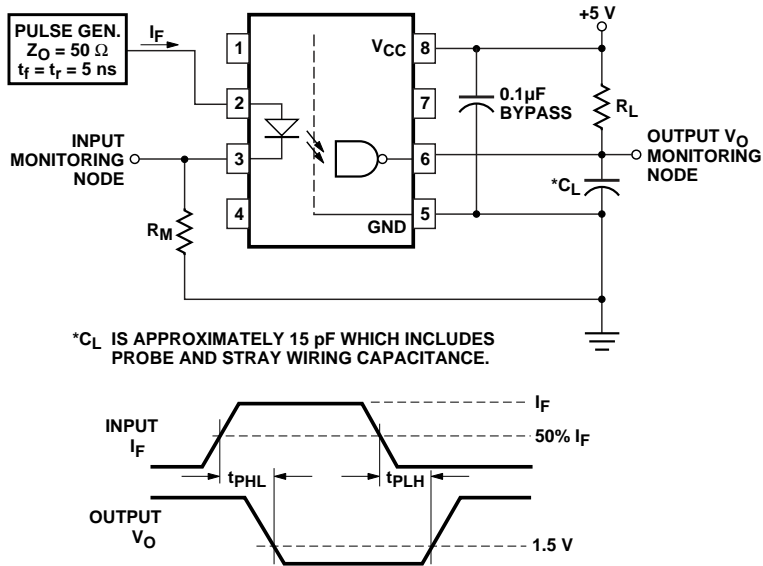 PULSE GEN.
Z_O = 50 Ω
t_f = t_r = 5 ns
I_F
+5 V
1
V_CC 8
2
7
0.1µF
BYPASS
R_L
INPUT
MONITORING
NODE
3
6
OUTPUT V_O
MONITORING
NODE
*C_L
4
GND 5
R_M
*C_L IS APPROXIMATELY 15 pF WHICH INCLUDES
PROBE AND STRAY WIRING CAPACITANCE.
INPUT
I_F
I_F
50% I_F
t_PHL
t_PLH
OUTPUT
V_O
1.5 V